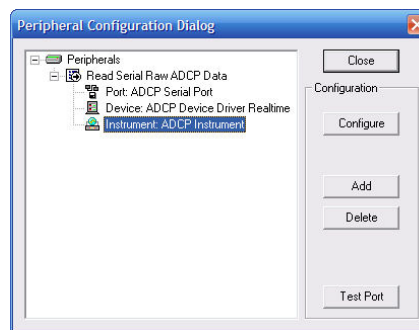 Peripheral Configuration Dialog
Peripherals
Read Serial Raw ADCP Data
Port: ADCP Serial Port
Device: ADCP Device Driver Realtime
Instrument: ADCP Instrument
Close
Configuration
Configure
Add
Delete
Test Port